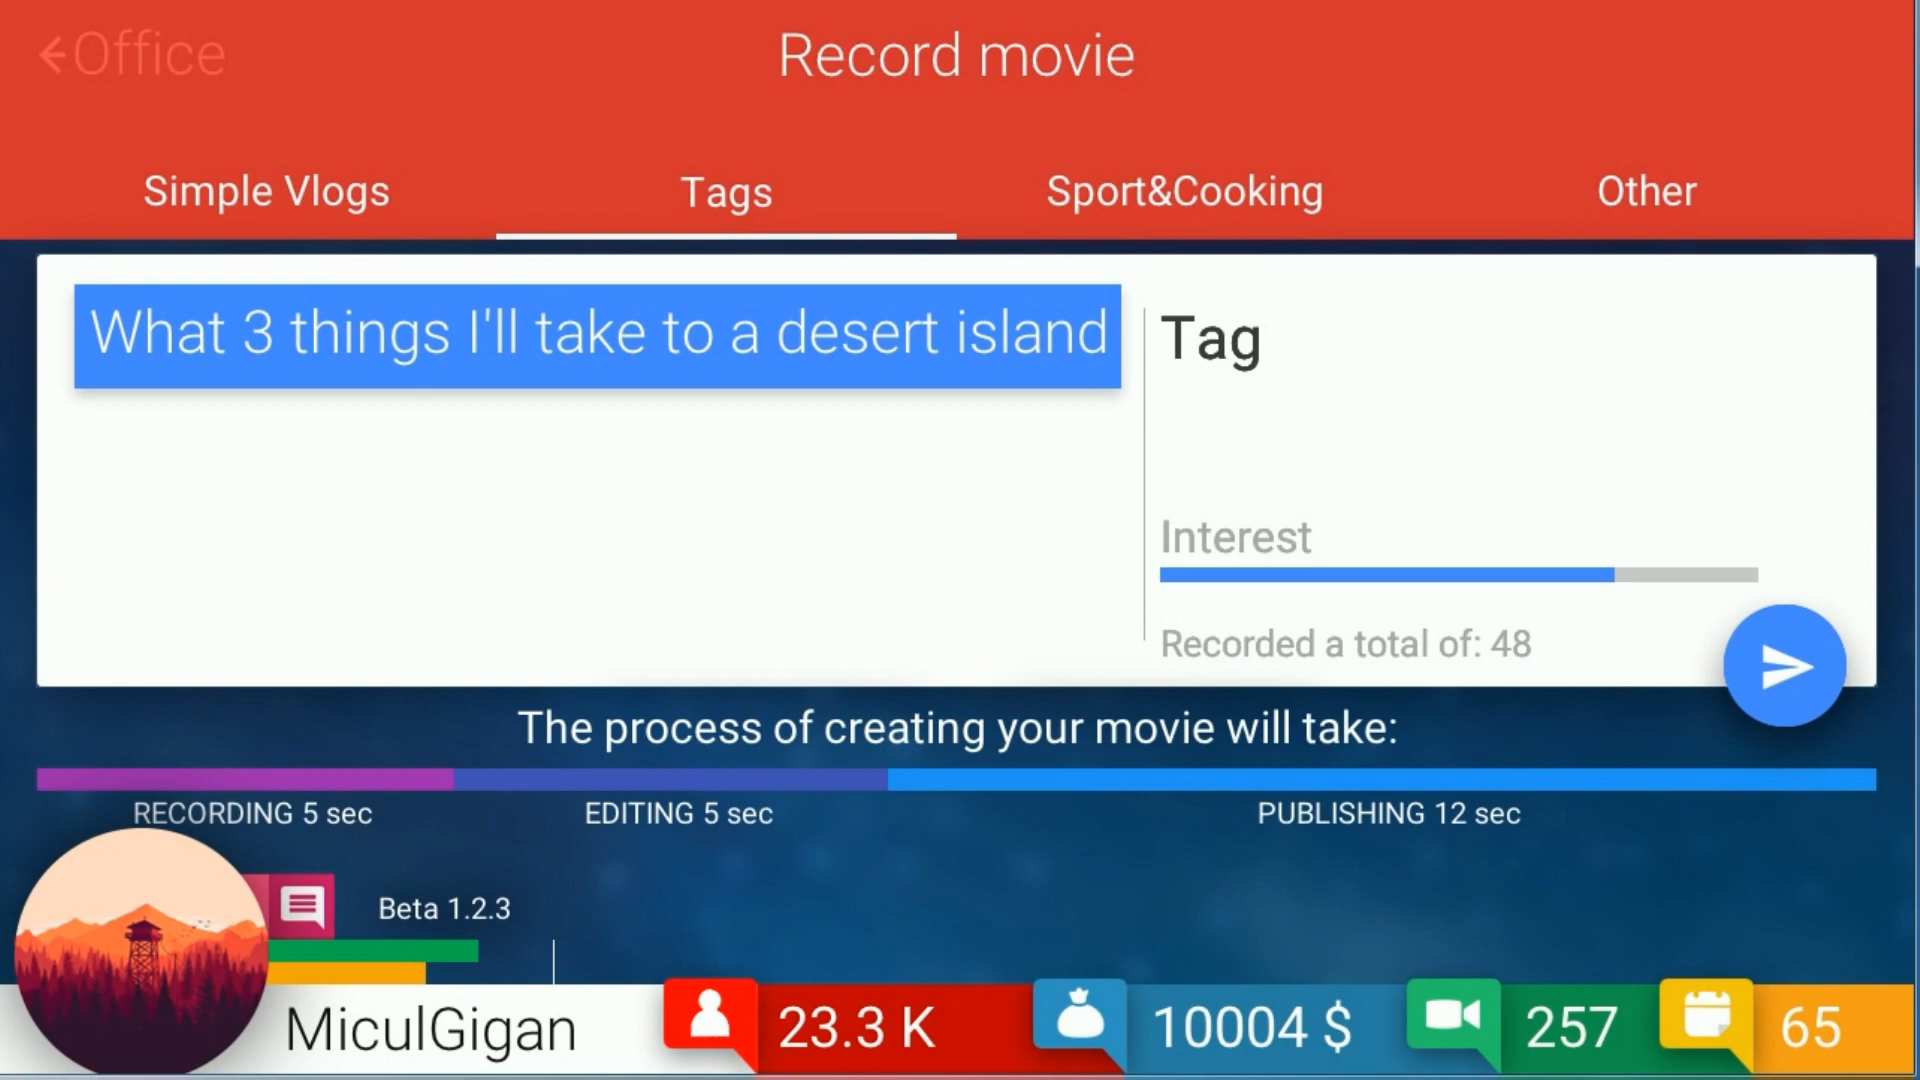 Office
Record movie
Simple Vlogs
Tags
Sport&Cooking
Other
What 3 things I'll take to a desert island
Tag
Interest
Recorded a total of: 48
The process of creating your movie will take:
RECORDING 5 sec
EDITING 5 sec
PUBLISHING 12 sec
Beta 1.2.3
MiculGigan
23.3 K
10004 $
257
65